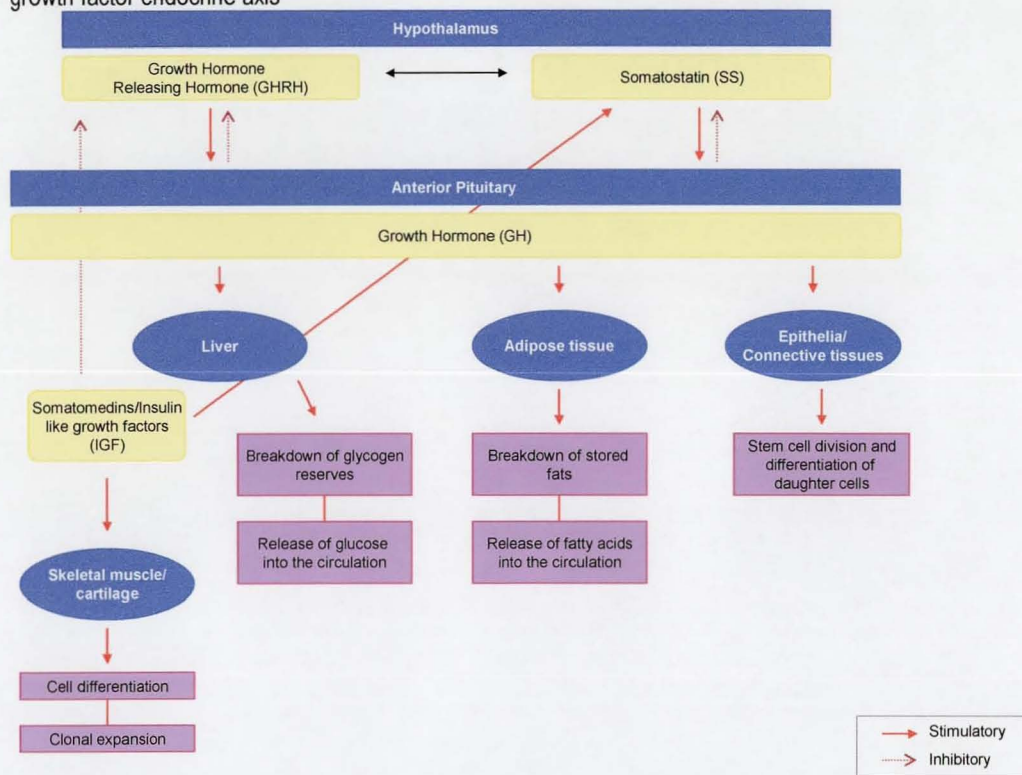 growth factor endocrine axis
Hypothalamus
Growth Hormone
Releasing Hormone (GHRH)
Somatostatin (SS)
Anterior Pituitary
Growth Hormone (GH)
Liver
Adipose tissue
Epithelia/
Connective tissues
Somatomedins/Insulin
like growth factors
(IGF)
Breakdown of glycogen
reserves
Breakdown of stored
fats
Stem cell division and
differentiation of
daughter cells
Release of glucose
into the circulation
Release of fatty acids
into the circulation
Skeletal muscle/
cartilage
Cell differentiation
Clonal expansion
Stimulatory
Inhibitory